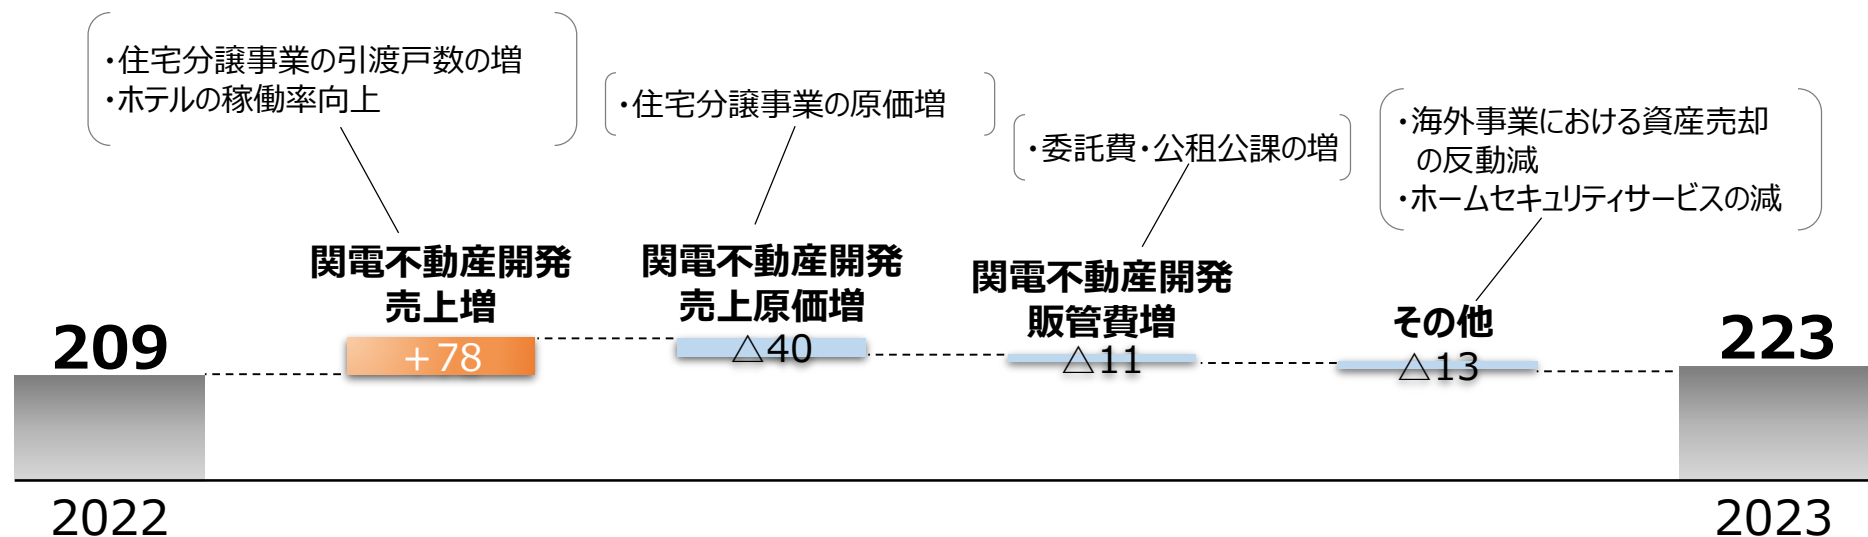 ・住宅分譲事業の引渡戸数の増
・ホテルの稼働率向上
・住宅分譲事業の原価増
・委託費・公租公課の増
・海外事業における資産売却
の反動減
・ホームセキュリティサービスの減
関電不動産開発
売上増
関電不動産開発
売上原価増
関電不動産開発
販管費増
その他
209
＋78
△40
△11
△13
223
2022
2023